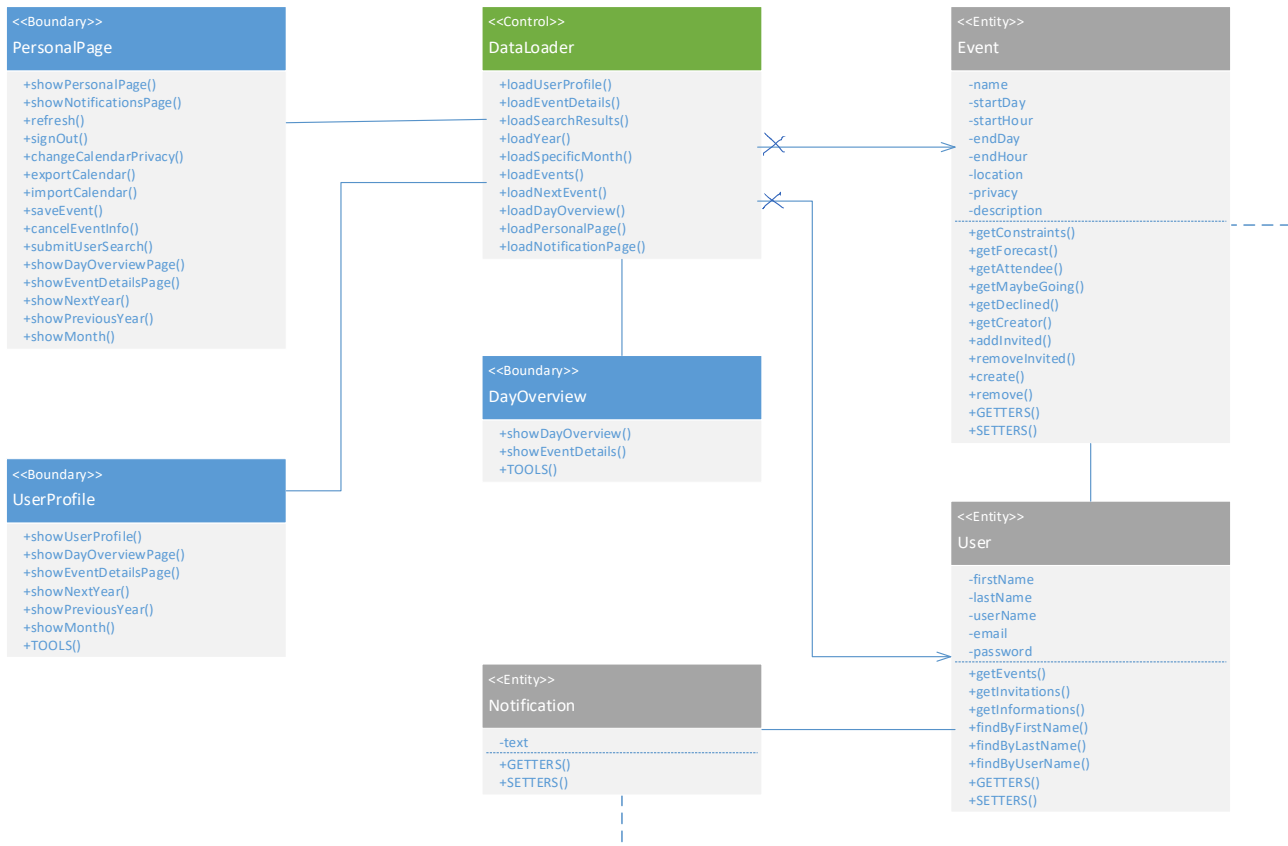 <<Boundary>>
PersonalPage
+showPersonalPage()
+showNotificationsPage()
+refresh()
+signOut()
+changeCalendarPrivacy()
+exportCalendar()
+importCalendar()
+saveEvent()
+cancelEventInfo()
+submitUserSearch()
+showDayOverviewPage()
+showEventDetailsPage()
+showNextYear()
+showPreviousYear()
+showMonth()
<<Control>>
DataLoader
+loadUserProfile()
+loadEventDetails()
+loadSearchResults()
+loadYear()
+loadSpecificMonth()
+loadEvents()
+loadNextEvent()
+loadDayOverview()
+loadPersonalPage()
+loadNotificationPage()
<<Entity>>
Event
-name
-startDay
-startHour
-endDay
-endHour
-location
-privacy
-description
+getConstraints()
+getForecast()
+getAttendee()
+getMaybeGoing()
+getDeclined()
+getCreator()
+addInvited()
+removeInvited()
+create()
+remove()
+GETTERS()
+SETTERS()
<<Boundary>>
DayOverview
+showDayOverview()
+showEventDetails()
+TOOLS()
<<Boundary>>
UserProfile
+showUserProfile()
+showDayOverviewPage()
+showEventDetailsPage()
+showNextYear()
+showPreviousYear()
+showMonth()
+TOOLS()
<<Entity>>
User
-firstName
-lastName
-userName
-email
-password
+getEvents()
+getInvitations()
+getInformations()
+findByFirstName()
+findByLastName()
+findByUserName()
+GETTERS()
+SETTERS()
<<Entity>>
Notification
-text
+GETTERS()
+SETTERS()